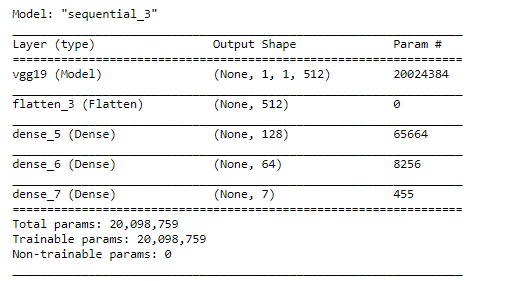 Model: "sequential_3"
Layer (type) Output Shape Param #
vgg19 (Model) (None, 1, 1, 512) 20024384
flatten_3 (Flatten) (None, 512) 0
dense_5 (Dense) (None, 128) 65664
dense_6 (Dense) (None, 64) 8256
dense_7 (Dense) (None, 7) 455
Total params: 20,098,759
Trainable params: 20,098,759
Non-trainable params: 0